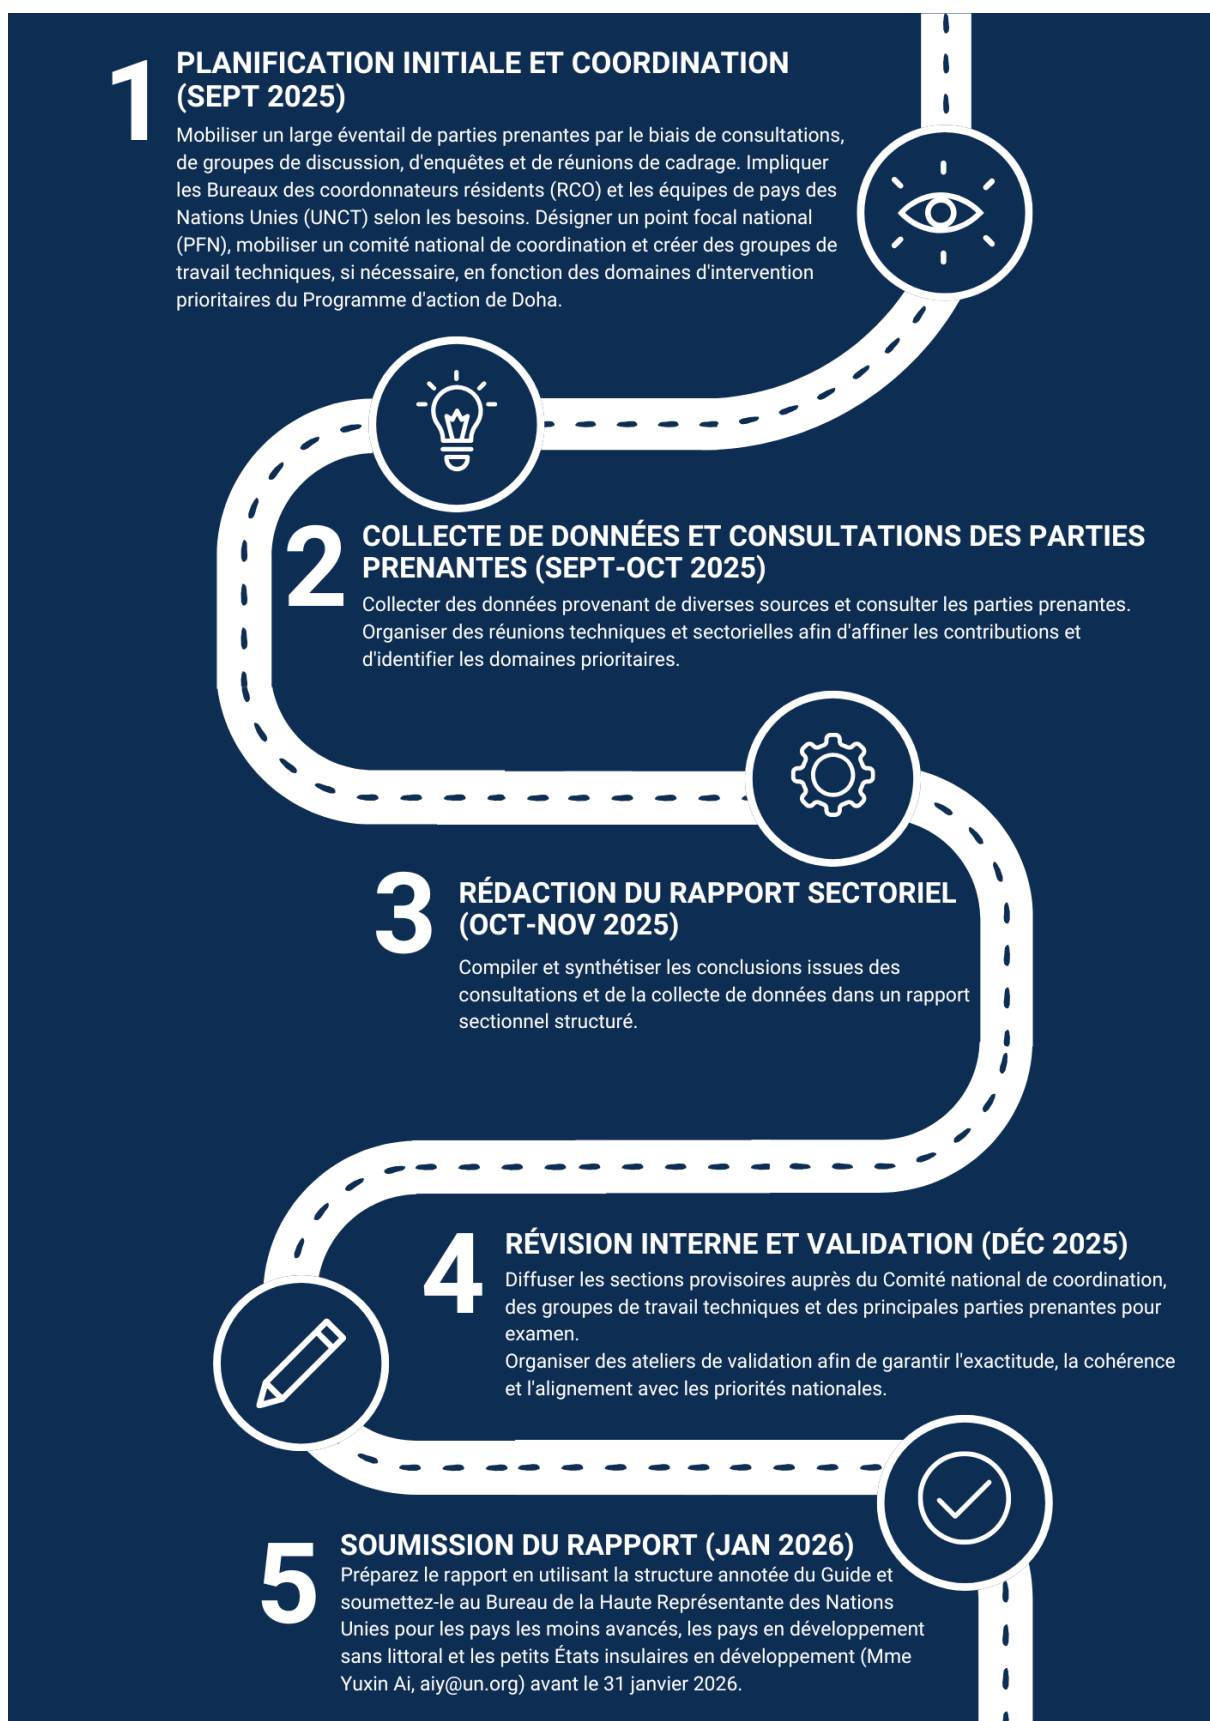 1
PLANIFICATION INITIALE ET COORDINATION
(SEPT 2025)
Mobiliser un large éventail de parties prenantes par le biais de consultations,
de groupes de discussion, d'enquêtes et de réunions de cadrage. Impliquer
les Bureaux des coordonnateurs résidents (RCO) et les équipes de pays des
Nations Unies (UNCT) selon les besoins. Désigner un point focal national
(PFN), mobiliser un comité national de coordination et créer des groupes de
travail techniques, si nécessaire, en fonction des domaines d'intervention
prioritaires du Programme d'action de Doha.
2
COLLECTE DE DONNÉES ET CONSULTATIONS DES PARTIES
PRENANTES (SEPT-OCT 2025)
Collecter des données provenant de diverses sources et consulter les parties prenantes.
Organiser des réunions techniques et sectorielles afin d'affiner les contributions et
d'identifier les domaines prioritaires.
3
RÉDACTION DU RAPPORT SECTORIEL
(OCT-NOV 2025)
Compiler et synthétiser les conclusions issues des
consultations et de la collecte de données dans un rapport
sectionnel structuré.
4
RÉVISION INTERNE ET VALIDATION (DÉC 2025)
Diffuser les sections provisoires auprès du Comité national de coordination,
des groupes de travail techniques et des principales parties prenantes pour
examen.
Organiser des ateliers de validation afin de garantir l'exactitude, la cohérence
et l'alignement avec les priorités nationales.
5
SOUMISSION DU RAPPORT (JAN 2026)
Préparez le rapport en utilisant la structure annotée du Guide et
soumettez-le au Bureau de la Haute Représentante des Nations
Unies pour les pays les moins avancés, les pays en développement
sans littoral et les petits États insulaires en développement (Mme
Yuxin Ai, aiy@un.org) avant le 31 janvier 2026.